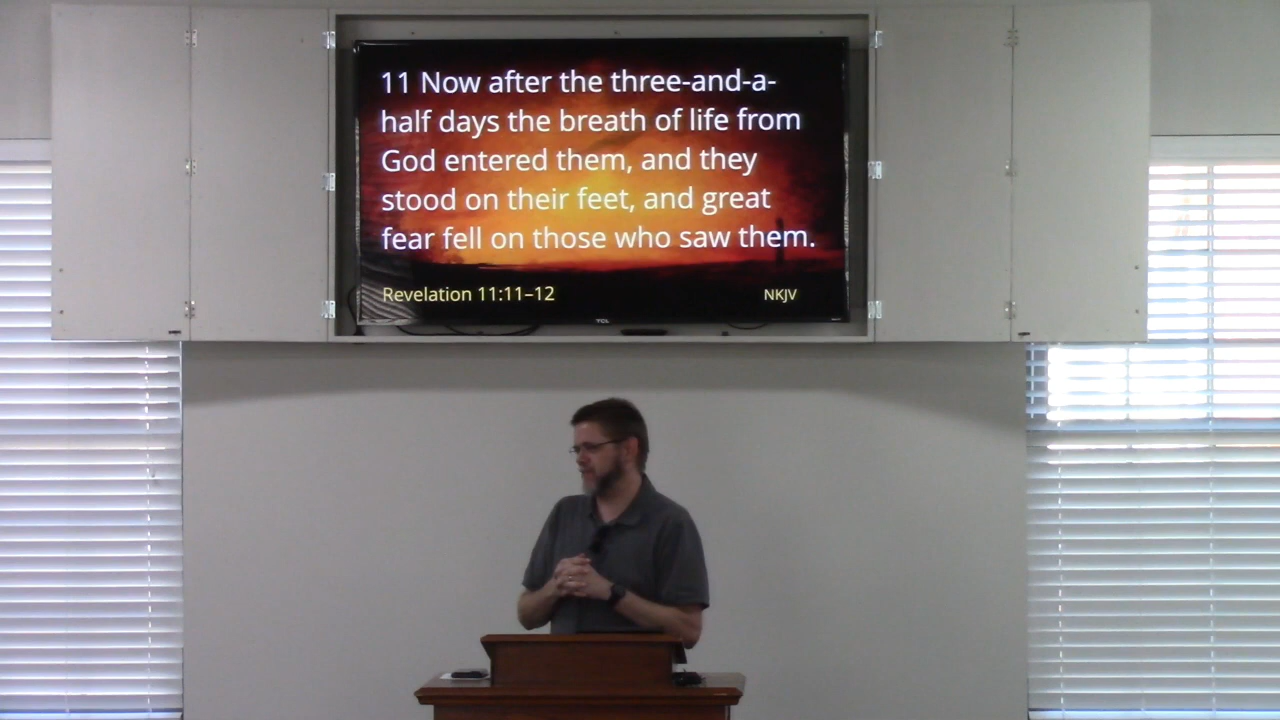 11 Now after the three-and-a-
half days the breath of life from
God entered them, and they
stood on their feet, and great
fear fell on those who saw them.
Revelation 11:11–12 NKJV
TCL